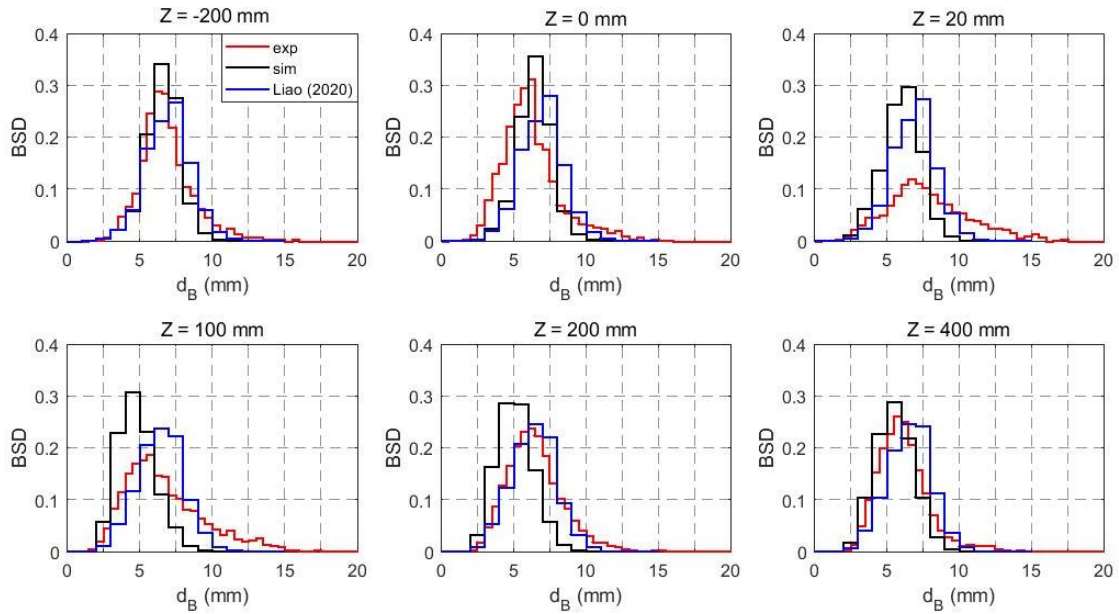 Z = -200 mm
Z = 0 mm
Z = 20 mm
0.4
0.3
0.2
0.1
0
BSD
exp
sim
Liao (2020)
0 5 10 15 20
d_B (mm)
0.4
0.3
0.2
0.1
0
BSD
0 5 10 15 20
d_B (mm)
0.4
0.3
0.2
0.1
0
BSD
0 5 10 15 20
d_B (mm)
Z = 100 mm
Z = 200 mm
Z = 400 mm
0.4
0.3
0.2
0.1
0
BSD
0 5 10 15 20
d_B (mm)
0.4
0.3
0.2
0.1
0
BSD
0 5 10 15 20
d_B (mm)
0.4
0.3
0.2
0.1
0
BSD
0 5 10 15 20
d_B (mm)